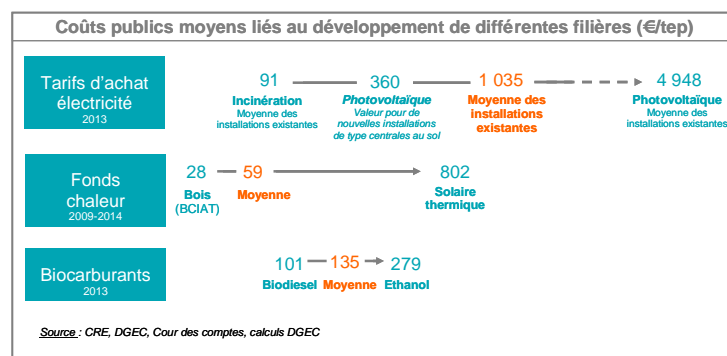 Coûts publics moyens liés au développement de différentes filières (€/tep)
Tarifs d'achat
électricité
2013
91
Incinération
Moyenne des
installations existantes
360
Photovoltaïque
Valeur pour de
nouvelles installations
de type centrales au sol
1 035
Moyenne des
installations
existantes
4 948
Photovoltaïque
Moyenne des
installations existantes
Fonds
chaleur
2009-2014
28
Bois
(BCIAT)
59
Moyenne
802
Solaire
thermique
Biocarburants
2013
101
Biodiesel
135
Moyenne
279
Ethanol
Source : CRE, DGEC, Cour des comptes, calculs DGEC